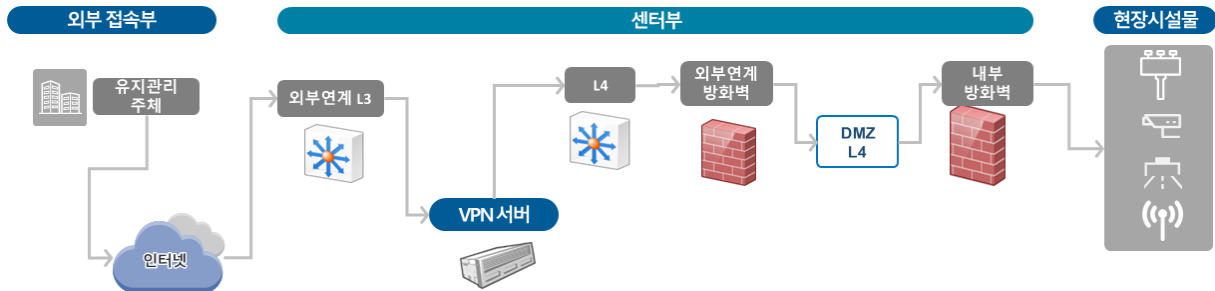 외부 접속부
센터부
현장시설물
유지관리
주체
인터넷
외부연계 L3
VPN 서버
L4
외부연계
방화벽
DMZ
L4
내부
방화벽